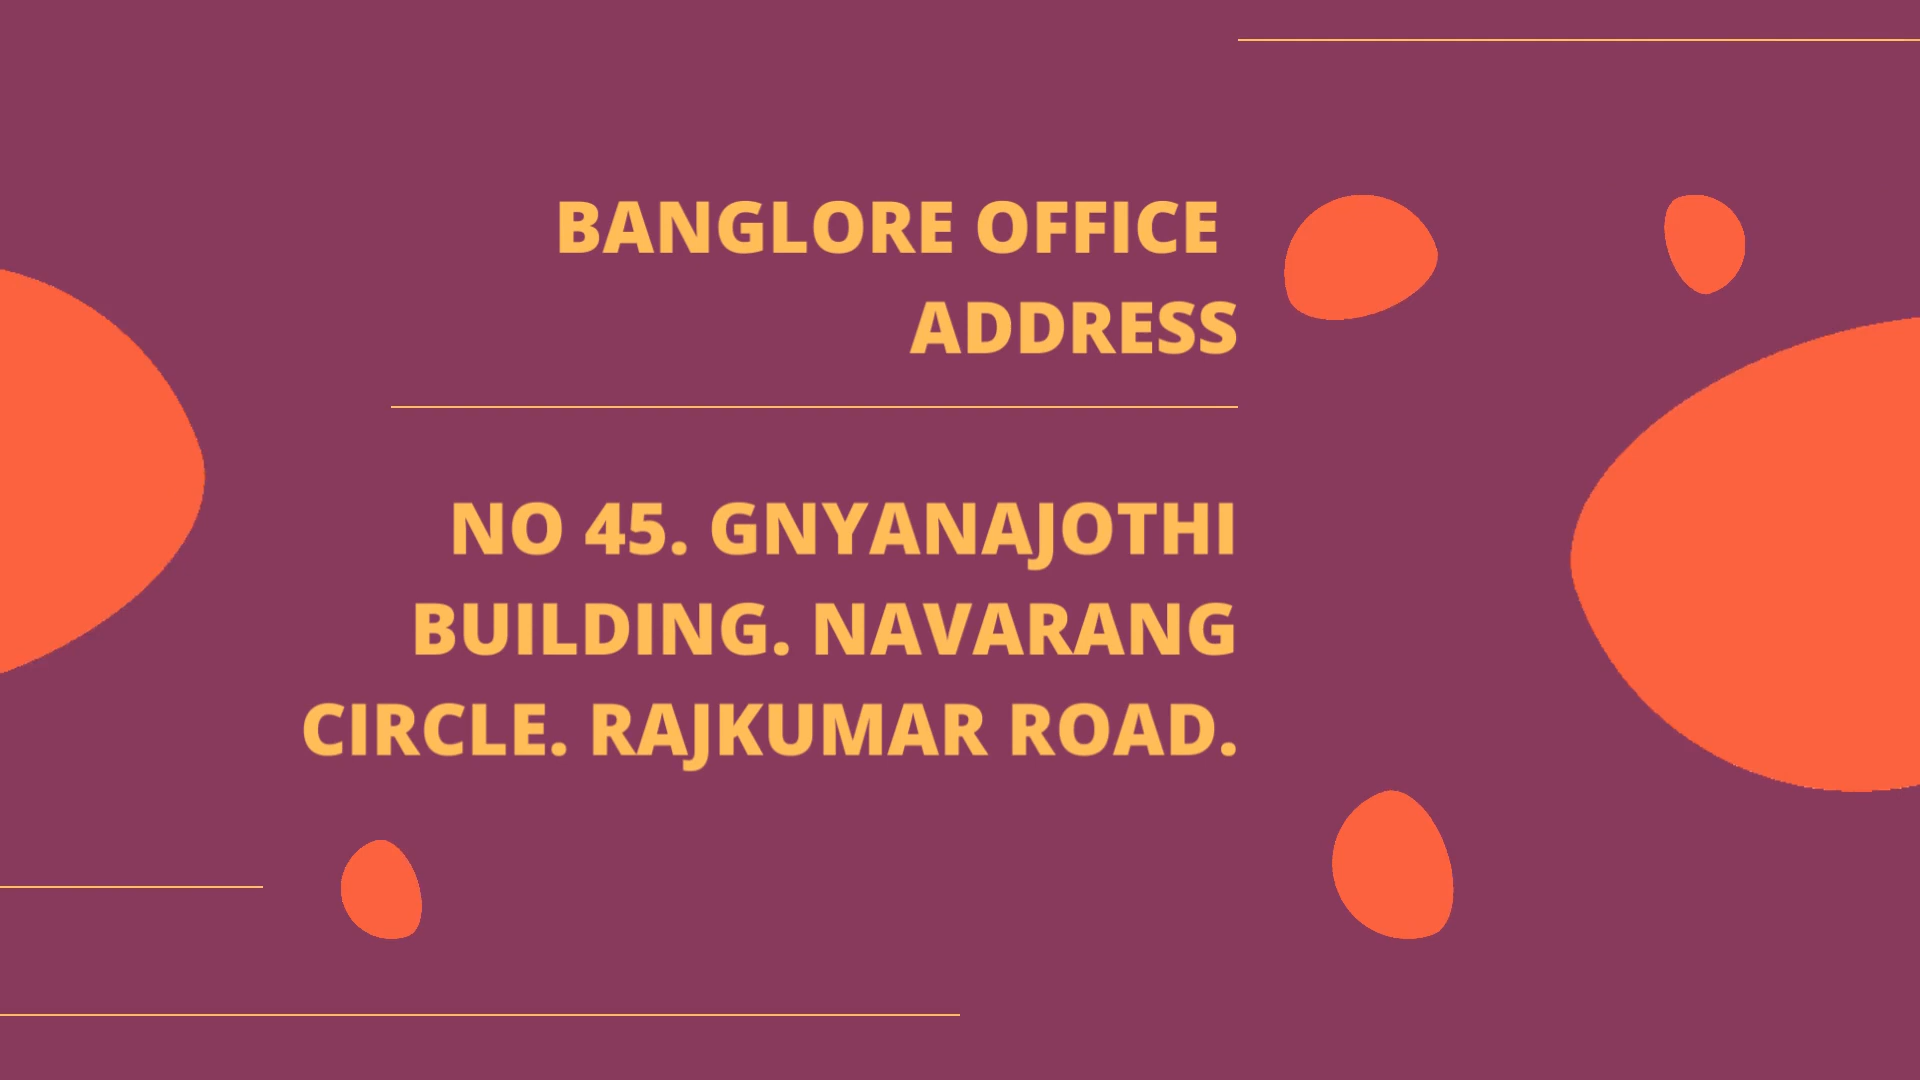 BANGLORE OFFICE
ADDRESS
NO 45. GNYANAJOTHI
BUILDING. NAVARANG
CIRCLE. RAJKUMAR ROAD.